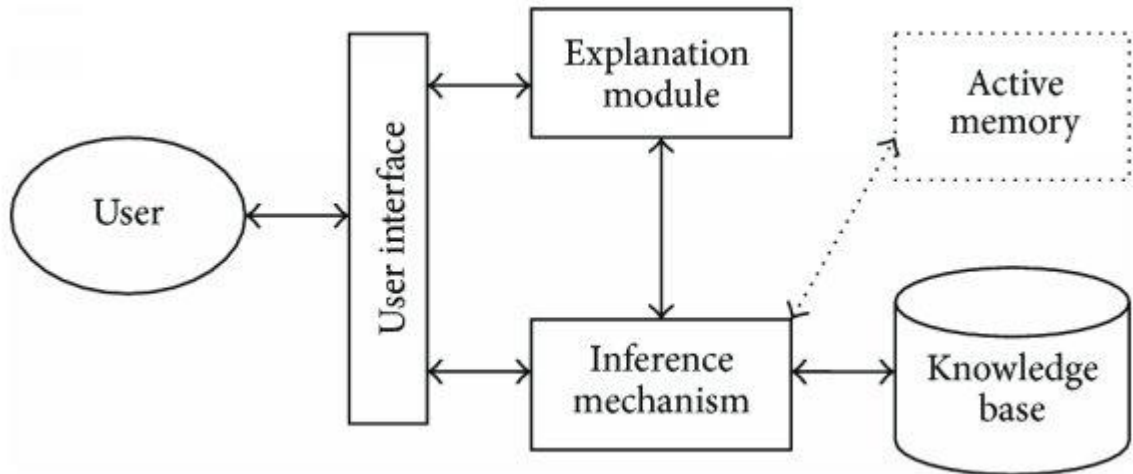 User
User interface
Explanation
module
Inference
mechanism
Active
memory
Knowledge
base